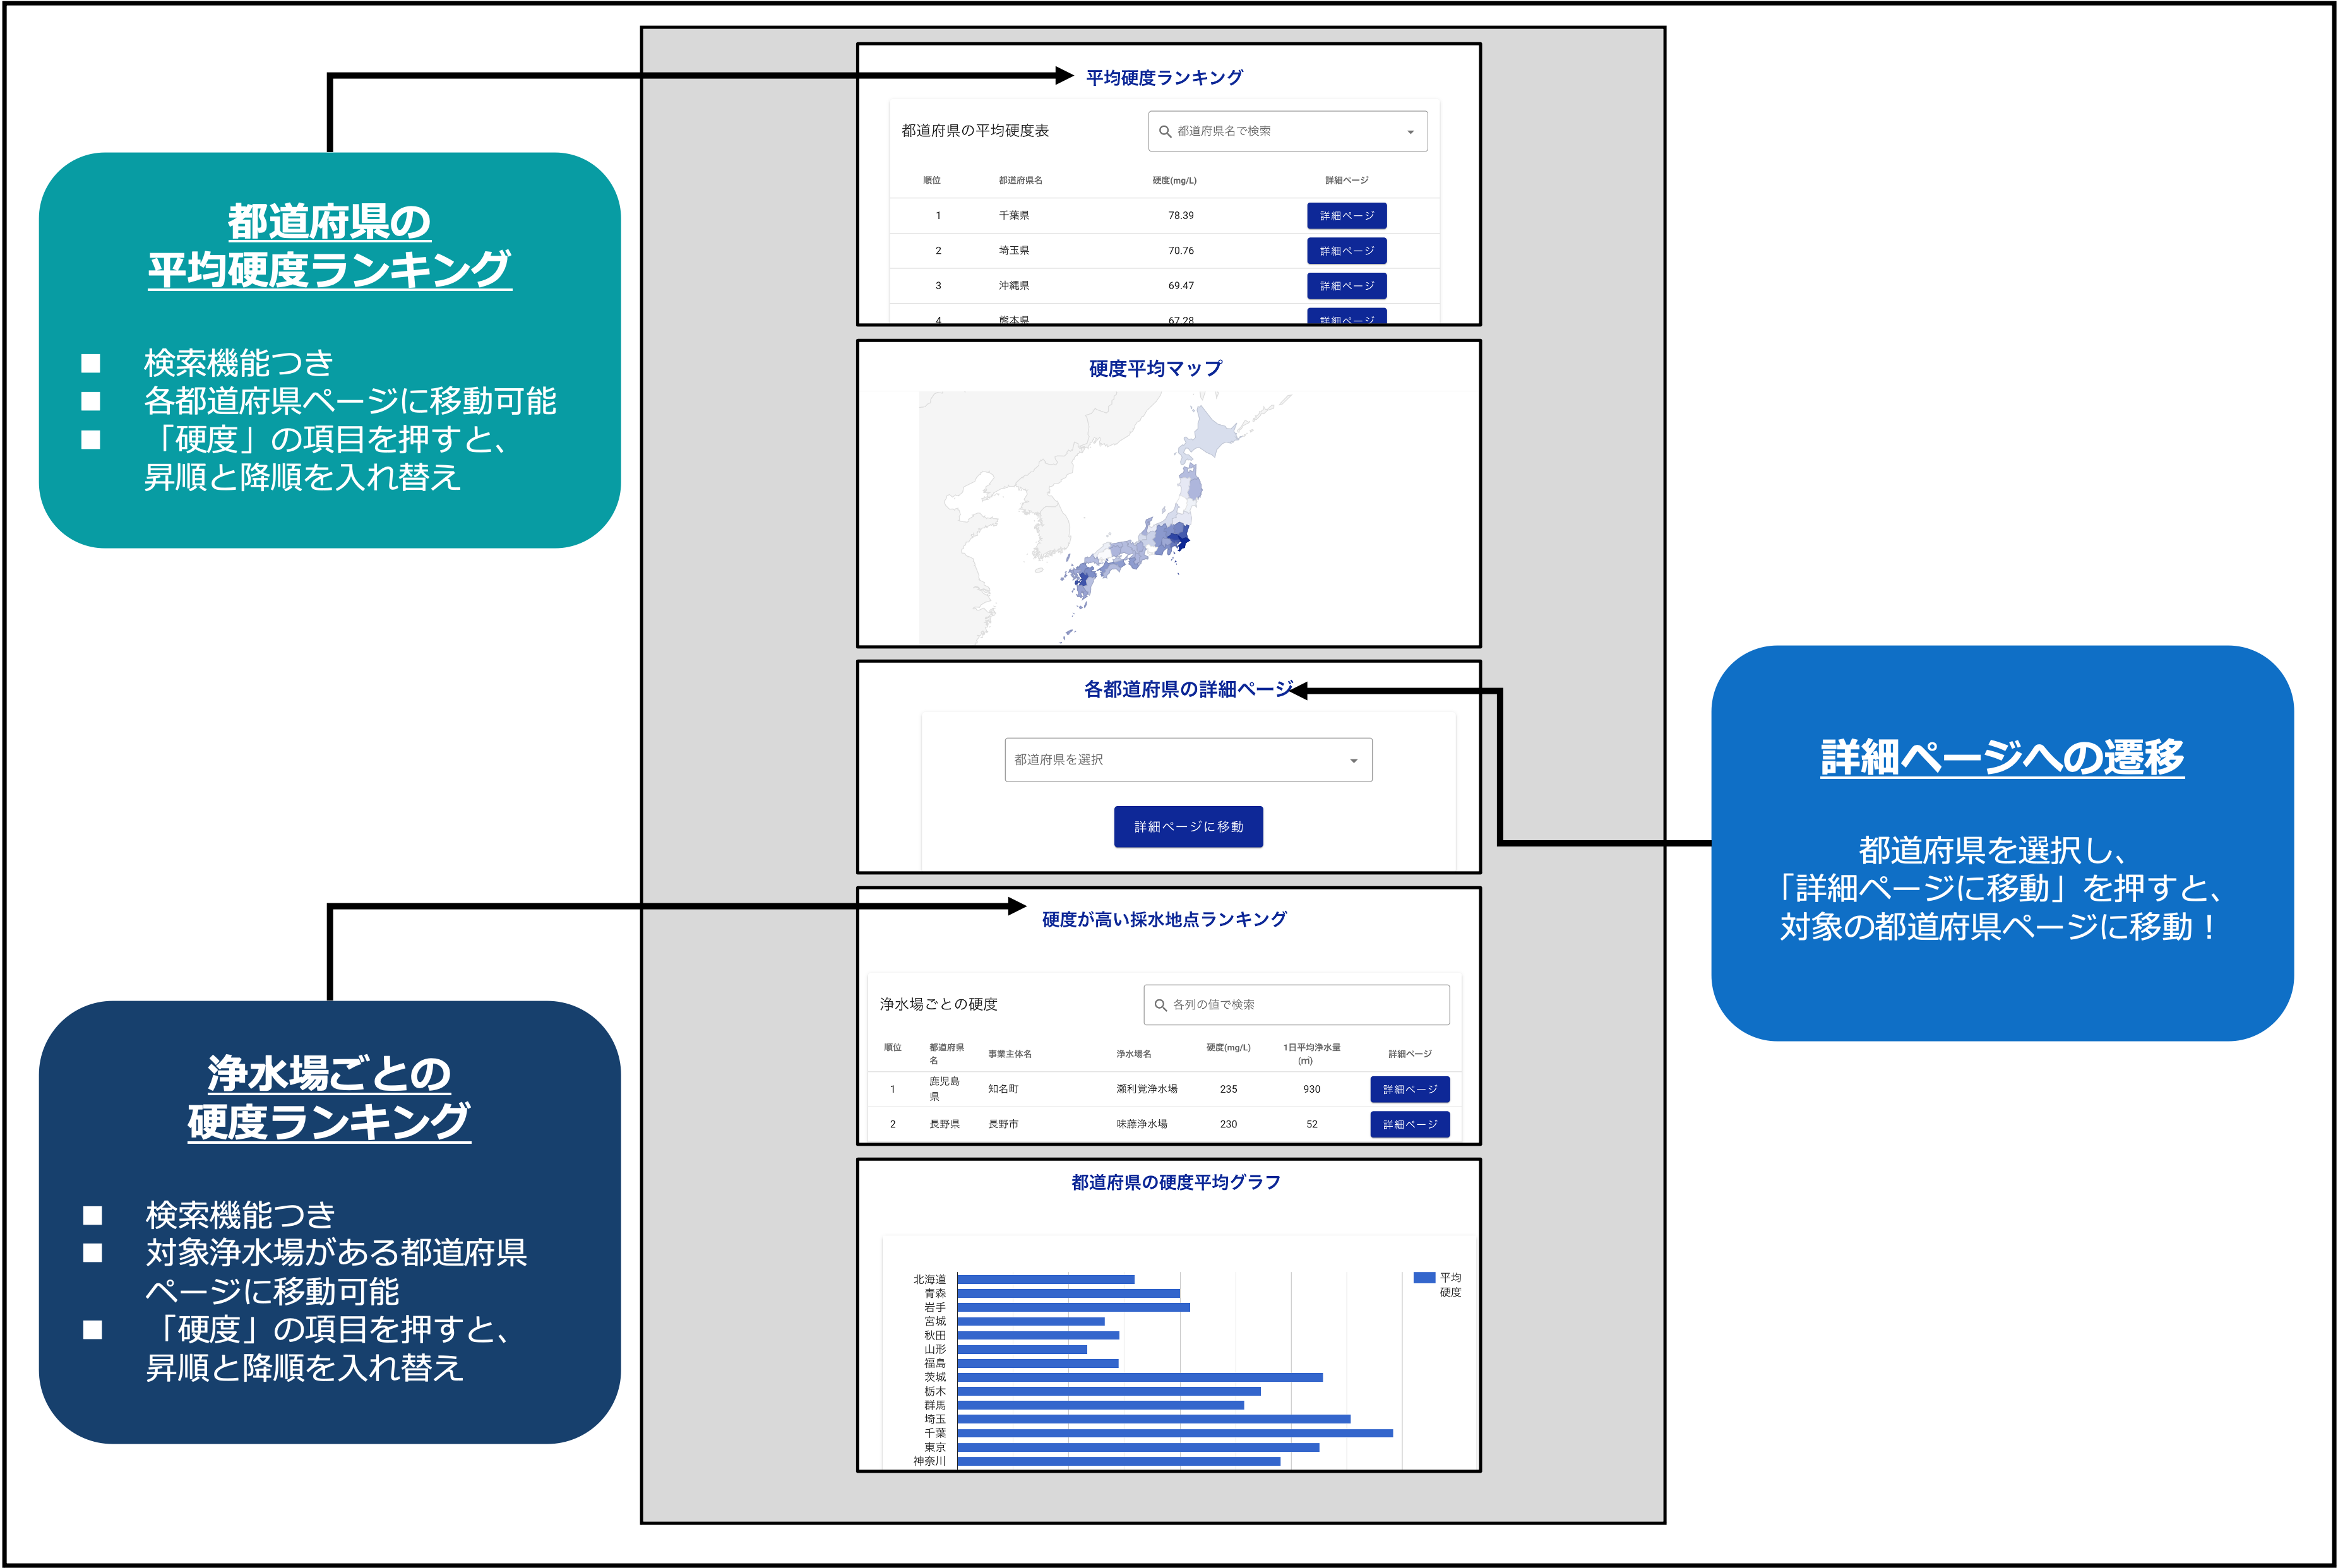 都道府県の
平均硬度ランキング
■ 検索機能つき
■ 各都道府県ページに移動可能
■ 「硬度」の項目を押すと、
昇順と降順を入れ替え
浄水場ごとの
硬度ランキング
■ 検索機能つき
■ 対象浄水場がある都道府県
ページに移動可能
■ 「硬度」の項目を押すと、
昇順と降順を入れ替え
平均硬度ランキング
都道府県の平均硬度表 都道府県名で検索
順位 都道府県名 硬度(mg/L) 詳細ページ
1 千葉県 78.39 詳細ページ
2 埼玉県 70.76 詳細ページ
3 沖縄県 69.47 詳細ページ
4 熊本県 67.28 詳細ページ
硬度平均マップ
各都道府県の詳細ページ
都道府県を選択
詳細ページに移動
硬度が高い採水地点ランキング
浄水場ごとの硬度 各列の値で検索
順位 都道府県名 事業主体名 浄水場名 硬度(mg/L) 1日平均浄水量(㎥) 詳細ページ
1 鹿児島県 知名町 瀬利覚浄水場 235 930 詳細ページ
2 長野県 長野市 味藤浄水場 230 52 詳細ページ
都道府県の硬度平均グラフ
北海道
青森
岩手
宮城
秋田
山形
福島
茨城
栃木
群馬
埼玉
千葉
東京
神奈川
平均
硬度
詳細ページへの遷移
都道府県を選択し、
「詳細ページに移動」を押すと、
対象の都道府県ページに移動！